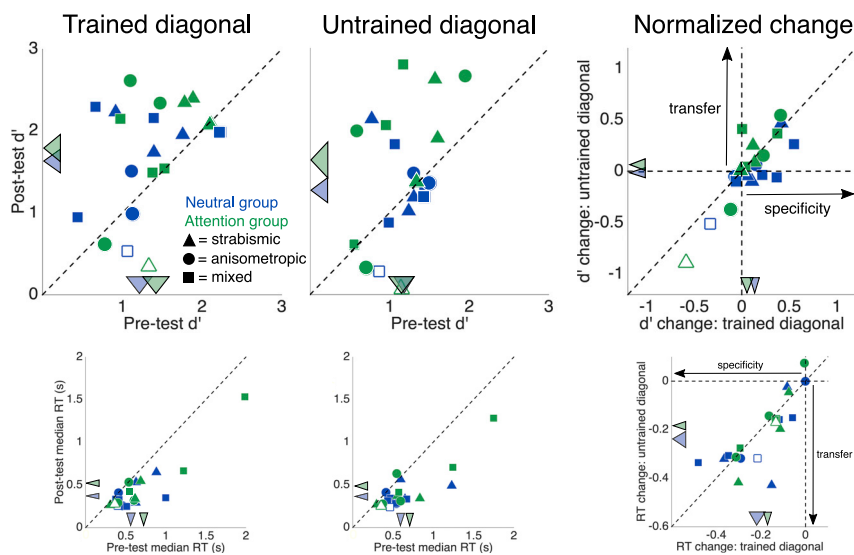 Trained diagonal
Untrained diagonal
Normalized change
Post-test d'
3
2
1
0
1
2
3
Pre-test d'
Neutral group
Attention group
= strabismic
= anisometropic
= mixed
3
2
1
0
1
2
3
Pre-test d'
d' change: untrained diagonal
1
0.5
0
-0.5
-1
-1
-0.5
0
0.5
1
d' change: trained diagonal
transfer
specificity
Post-test median RT (s)
2
1.5
1
0.5
0
0.5
1
1.5
2
Pre-test median RT (s)
2
1.5
1
0.5
0
0.5
1
1.5
2
Pre-test median RT (s)
RT change: untrained diagonal
0
-0.2
-0.4
-0.6
-0.4
-0.2
0
RT change: trained diagonal
specificity
transfer